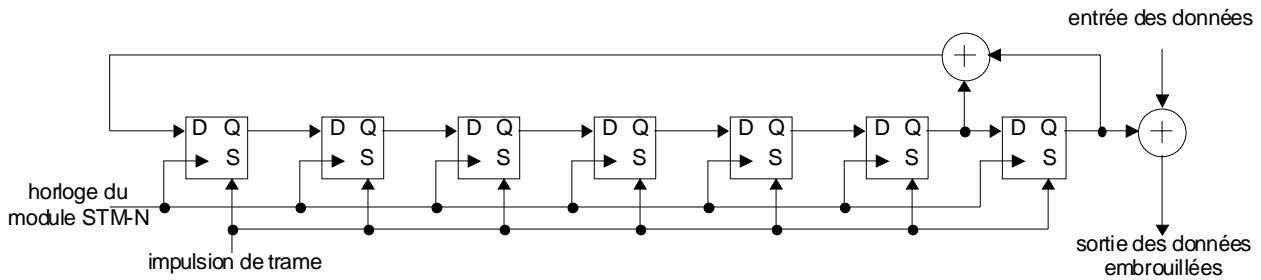 entrée des données
D Q D Q D Q D Q D Q D Q D Q
S S S S S S S
horloge du
module STM-N
impulsion de trame
sortie des données
embrouillées